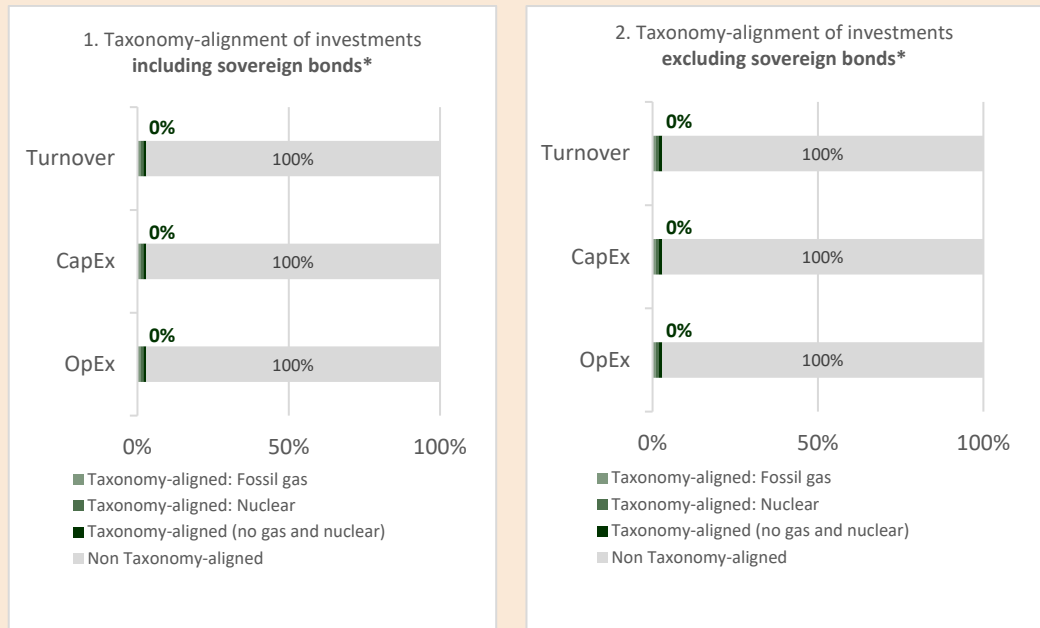 1. Taxonomy-alignment of investments
including sovereign bonds*
0%
Turnover
100%
0%
CapEx
100%
0%
OpEx
100%
0%
50%
100%
Taxonomy-aligned: Fossil gas
Taxonomy-aligned: Nuclear
Taxonomy-aligned (no gas and nuclear)
Non Taxonomy-aligned
2. Taxonomy-alignment of investments
excluding sovereign bonds*
0%
Turnover
100%
0%
CapEx
100%
0%
OpEx
100%
0%
50%
100%
Taxonomy-aligned: Fossil gas
Taxonomy-aligned: Nuclear
Taxonomy-aligned (no gas and nuclear)
Non Taxonomy-aligned